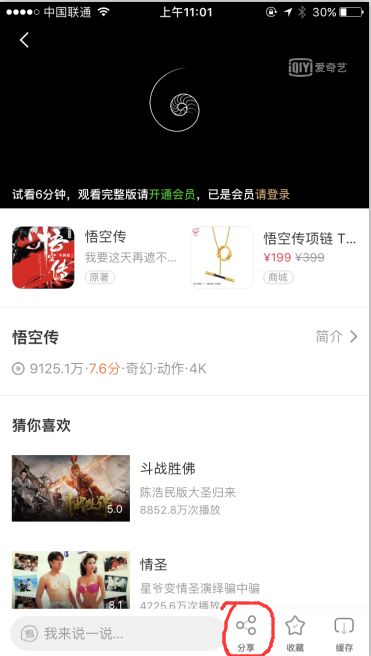 中国联通
上午11:01
30%
iQIYI 爱奇艺
试看6分钟，观看完整版请开通会员，已是会员请登录
悟空传
悟空传
我要这天再遮不...
原著
悟空传项链 T...
¥199 ¥399
商城
悟空传
简介
9125.1万·7.6分·奇幻·动作·4K
猜你喜欢
斗战胜佛
陈浩民版大圣归来
8852.8万次播放
5.0
情圣
星爷变情圣演绎骗中骗
4225.6万次播放
8.1
我来说一说...
分享
收藏
缓存